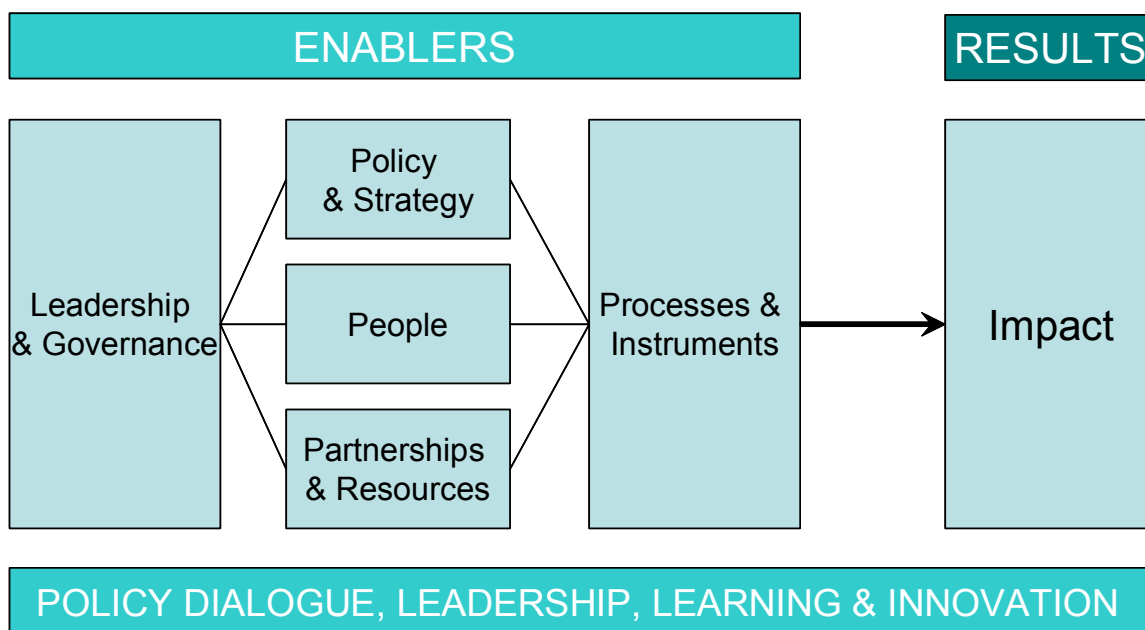 ENABLERS
RESULTS
Leadership
& Governance
Policy
& Strategy
People
Partnerships
& Resources
Processes &
Instruments
Impact
POLICY DIALOGUE, LEADERSHIP, LEARNING & INNOVATION